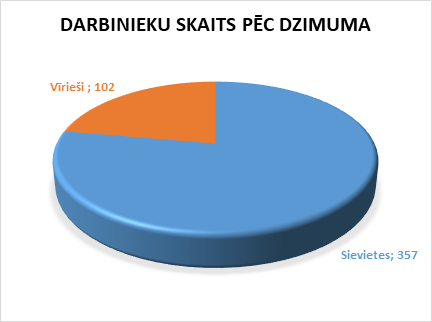 DARBINIEKU SKAITS PĒC DZIMUMA
Vīrieši ; 102
Sievietes; 357